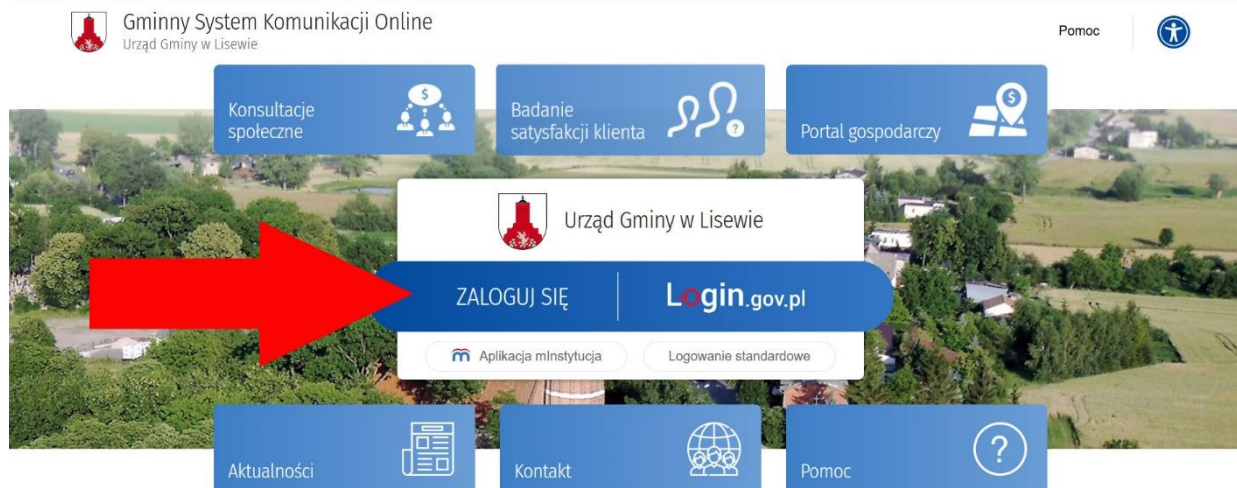 Gminny System Komunikacji Online
Urząd Gminy w Lisewie
Pomoc
Konsultacje
społeczne
Badanie
satysfakcji klienta
Portal gospodarczy
Urząd Gminy w Lisewie
ZALOGUJ SIĘ
Login.gov.pl
Aplikacja mInstytucja
Logowanie standardowe
Aktualności
Kontakt
Pomoc